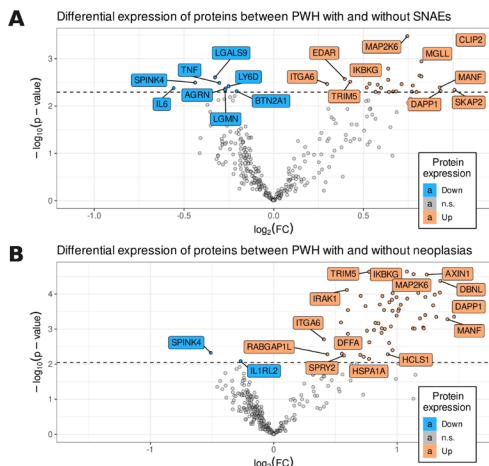 A
Differential expression of proteins between PWH with and without SNAEs
CLIP2
MAP2K6
LGALS9
EDAR
MGLL
TNF
IKBKG
SPINK4
LY6D
ITGA6
MANF
AGRN
TRIM5
IL6
BTN2A1
DAPP1
SKAP2
LGMN
− log10(p − value)
3
2
1
0
Protein
expression
a Down
a n.s.
a Up
-1.0
-0.5
0.0
0.5
1.0
log2(FC)
B
Differential expression of proteins between PWH with and without neoplasias
TRIM5
IKBKG
AXIN1
MAP2K6
DBNL
IRAK1
DAPP1
ITGA6
MANF
SPINK4
RABGAP1L
DFFA
HCLS1
IL1RL2
SPRY2
HSPA1A
− log10(p − value)
4
3
2
1
0
Protein
expression
a Down
a n.s.
a Up
-1
0
1
log2(FC)